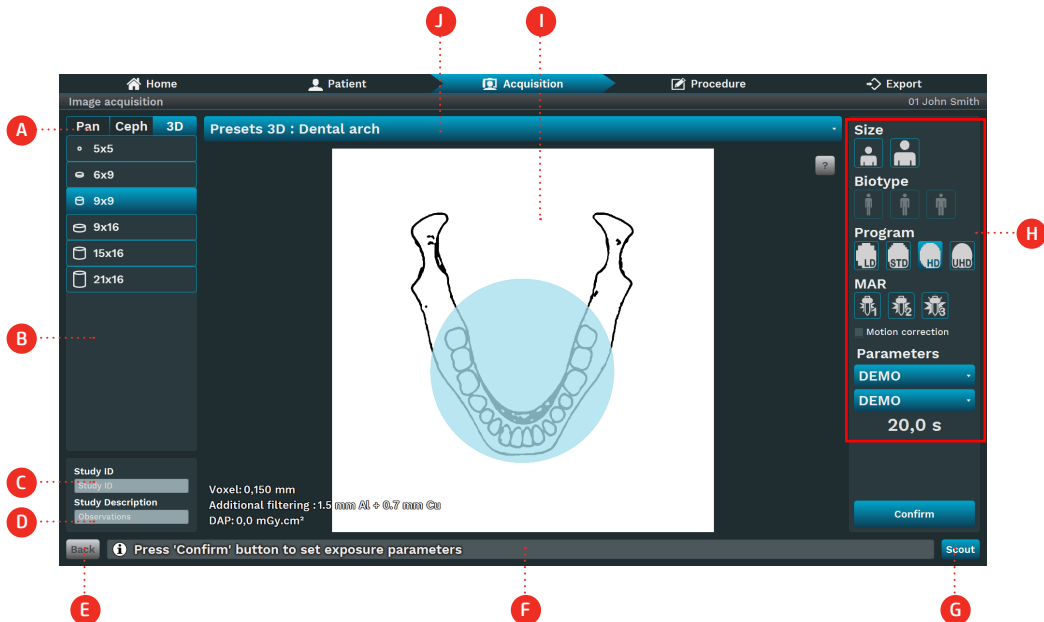 J I
Home Patient Acquisition Procedure Export
Image acquisition 01 John Smith
A
Pan Ceph 3D
Presets 3D : Dental arch
Size
5x5
?
6x9
Biotype
9x9
9x16
Program
H
15x16
LD STD HD UHD
21x16
MAR
1 2 3
Motion correction
B
Parameters
DEMO
DEMO
20,0 s
C
Study ID
Study ID
Study Description
D
Observations
Voxel: 0,150 mm
Additional filtering : 1.5 mm Al + 0.7 mm Cu
DAP: 0,0 mGy.cm²
Confirm
Back
Press 'Confirm' button to set exposure parameters
Scout
E F G